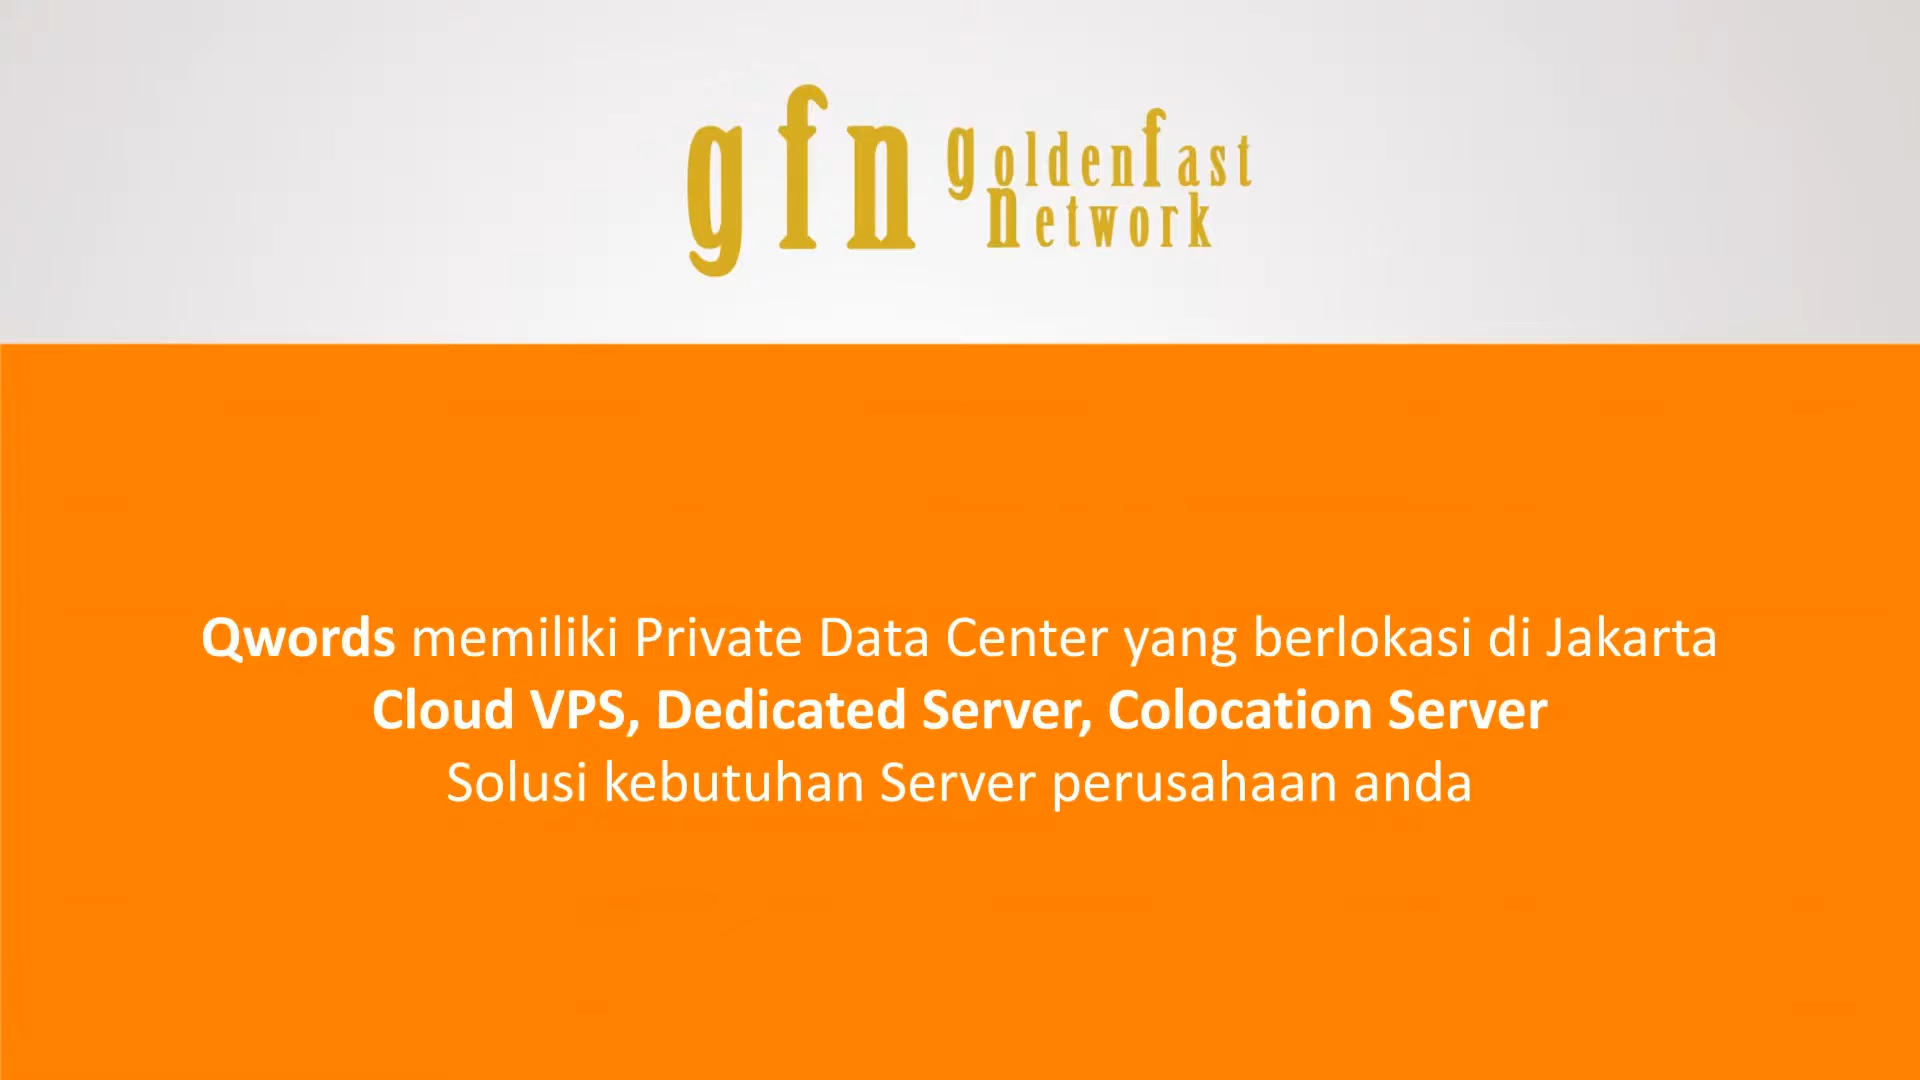 gfn goldenfast
network
Qwords memiliki Private Data Center yang berlokasi di Jakarta
Cloud VPS, Dedicated Server, Colocation Server
Solusi kebutuhan Server perusahaan anda